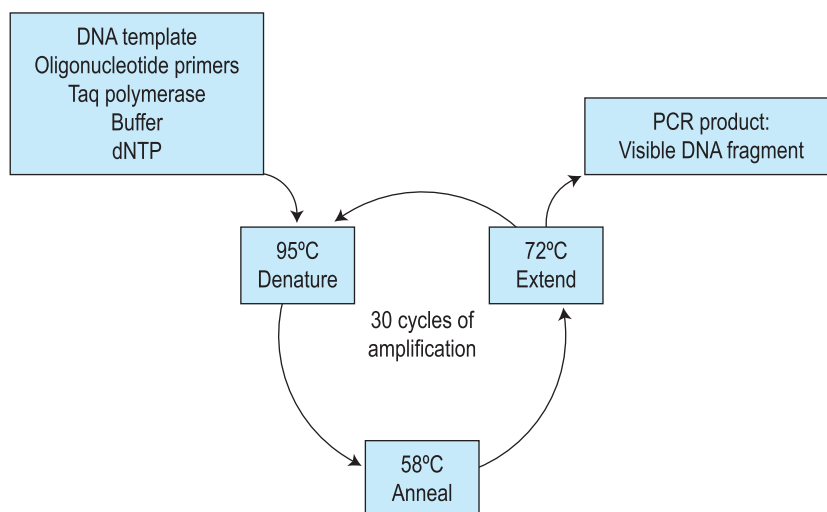 DNA template
Oligonucleotide primers
Taq polymerase
Buffer
dNTP
PCR product:
Visible DNA fragment
95ºC
Denature
72ºC
Extend
30 cycles of
amplification
58ºC
Anneal